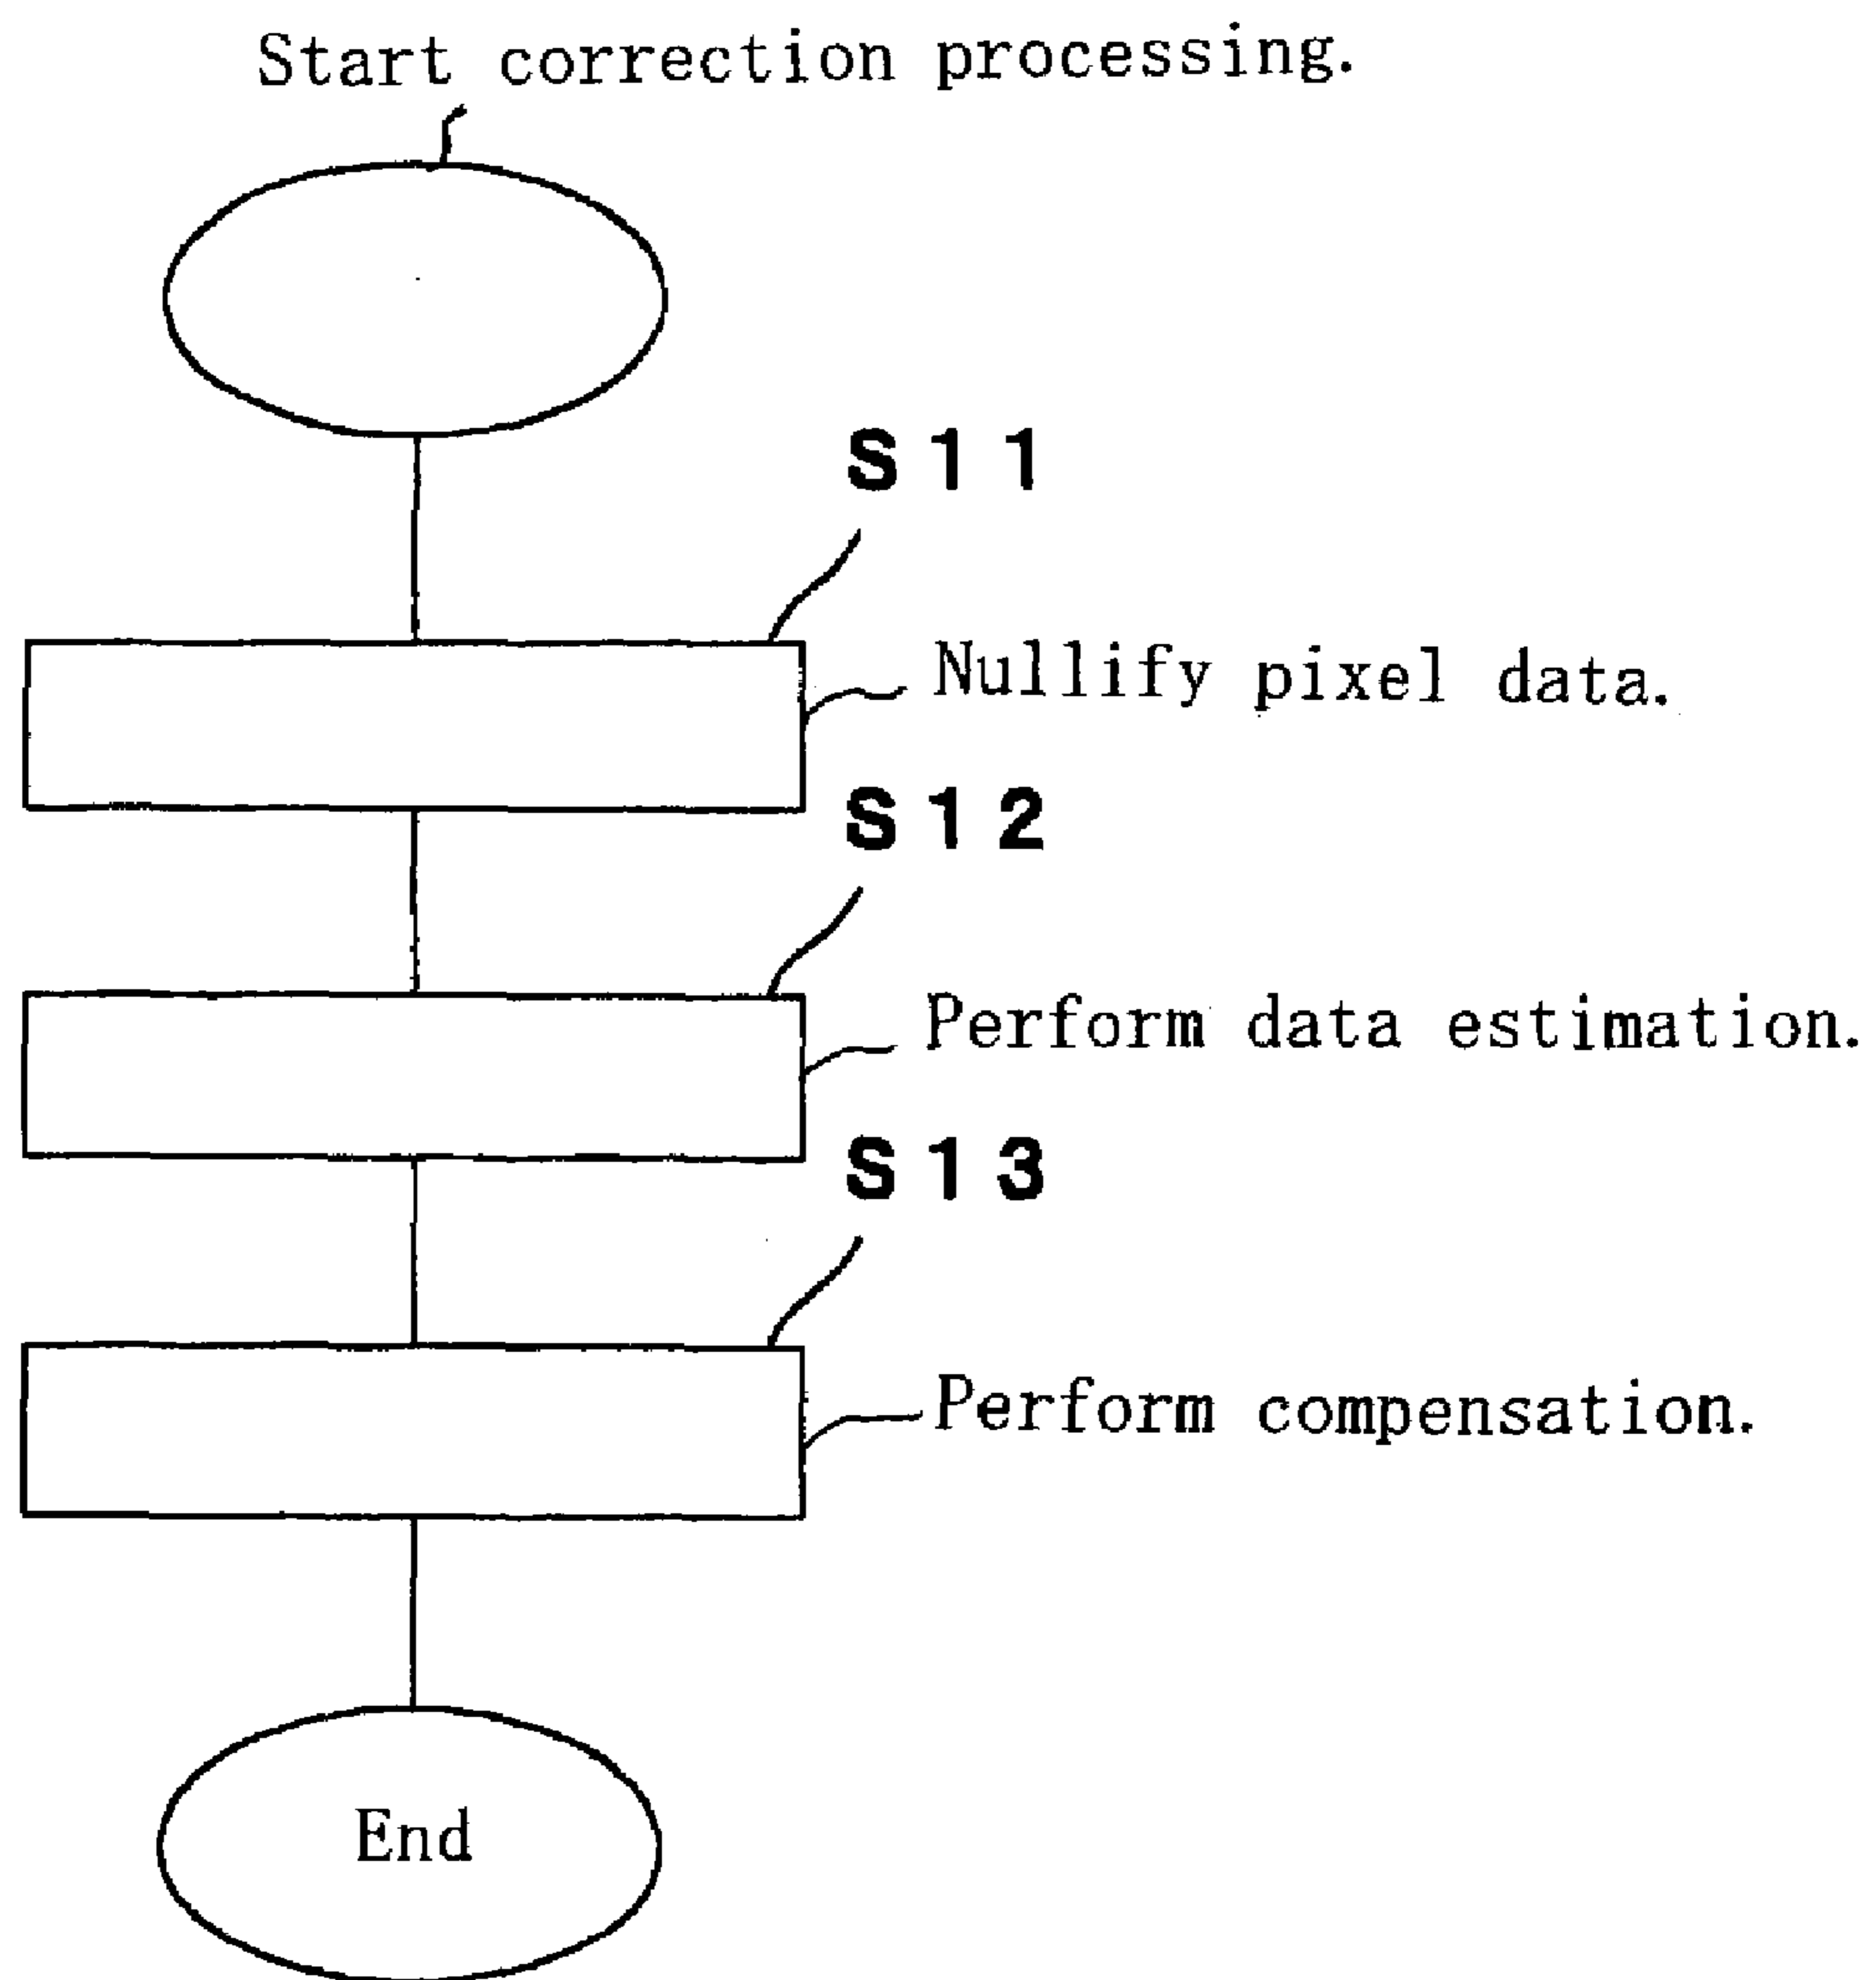 Start correction processing.
S11
Nullify pixel data.
S12
Perform data estimation.
S13
Perform compensation.
End